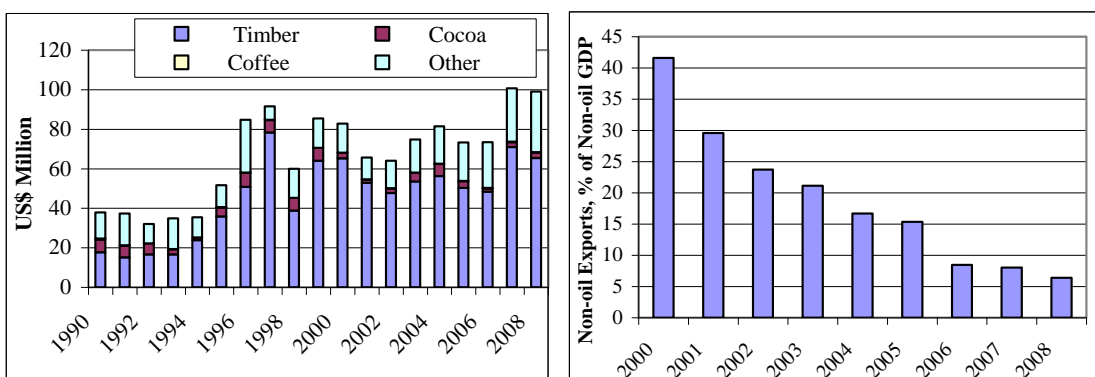 Timber Cocoa
Coffee Other
US$ Million
120
100
80
60
40
20
0
1990 1992 1994 1996 1998 2000 2002 2004 2006 2008
Non-oil Exports, % of Non-oil GDP
45
40
35
30
25
20
15
10
5
0
2000 2001 2002 2003 2004 2005 2006 2007 2008